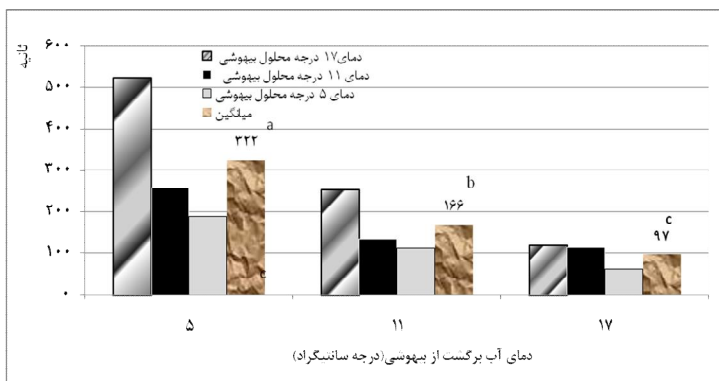 ثانیه
۶۰۰
۵۰۰
۴۰۰
۳۰۰
۲۰۰
۱۰۰
۰
دمای۱۷ درجه محلول بیهوشی
دمای ۱۱ درجه محلول بیهوشی
دمای ۵ درجه محلول بیهوشی
میانگین
a
۳۲۲
b
۱۶۶
c
۹۷
c
۵
۱۱
۱۷
دمای آب برگشت از بیهوشی(درجه سانتیگراد)